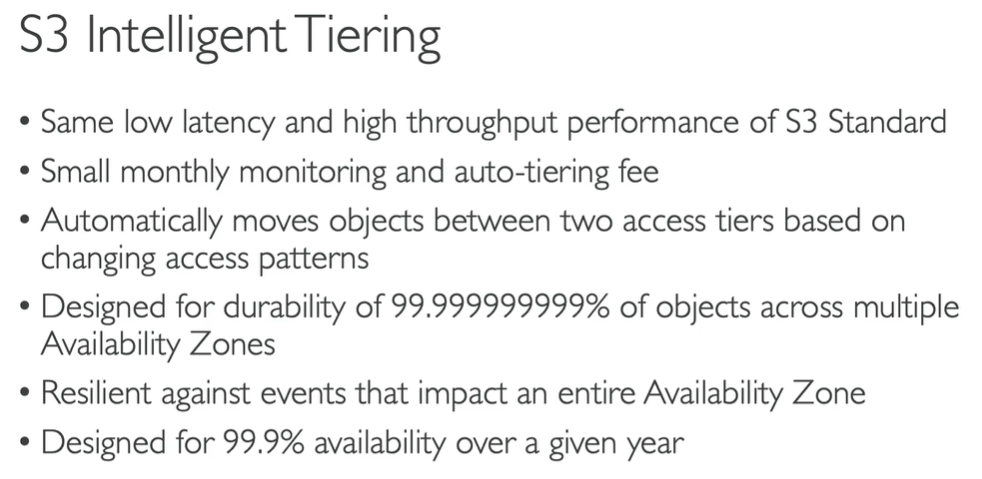 S3 Intelligent Tiering
• Same low latency and high throughput performance of S3 Standard
• Small monthly monitoring and auto-tiering fee
• Automatically moves objects between two access tiers based on
changing access patterns
• Designed for durability of 99.999999999% of objects across multiple
Availability Zones
• Resilient against events that impact an entire Availability Zone
• Designed for 99.9% availability over a given year